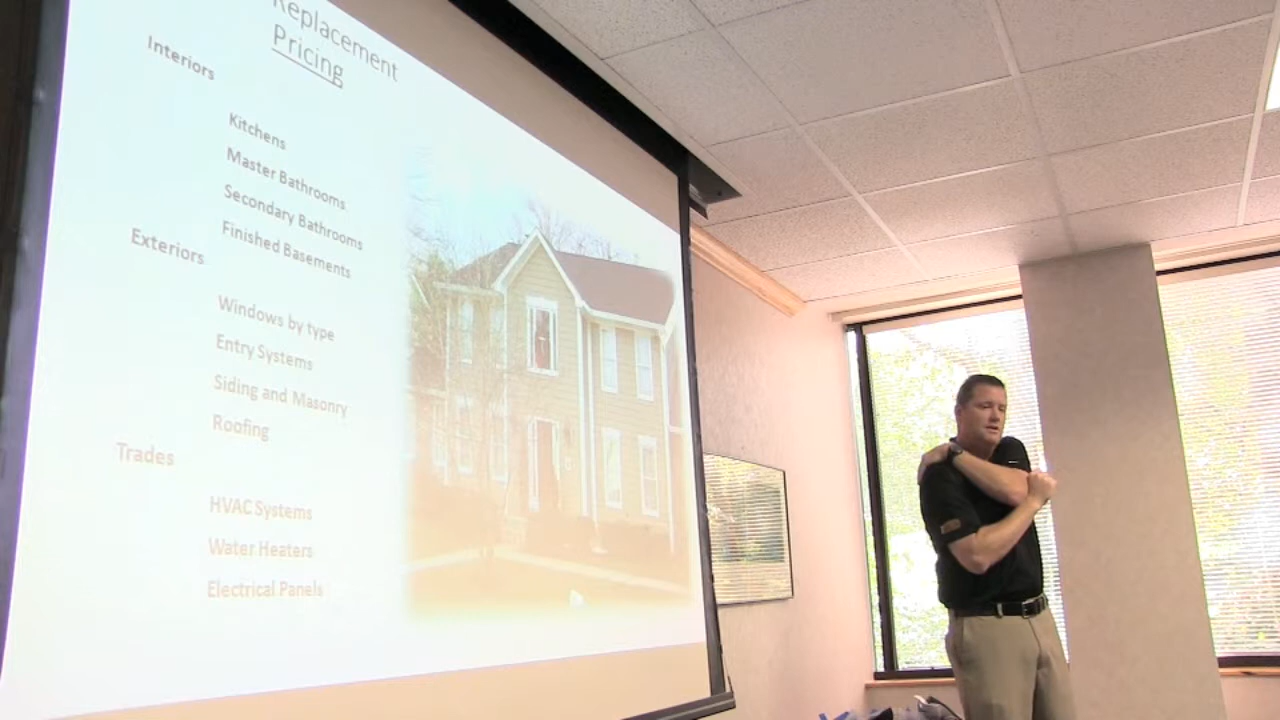 Replacement
Pricing
Interiors
Kitchens
Master Bathrooms
Secondary Bathrooms
Finished Basements
Exteriors
Windows by type
Entry Systems
Siding and Masonry
Roofing
Trades
HVAC Systems
Water Heaters
Electrical Panels